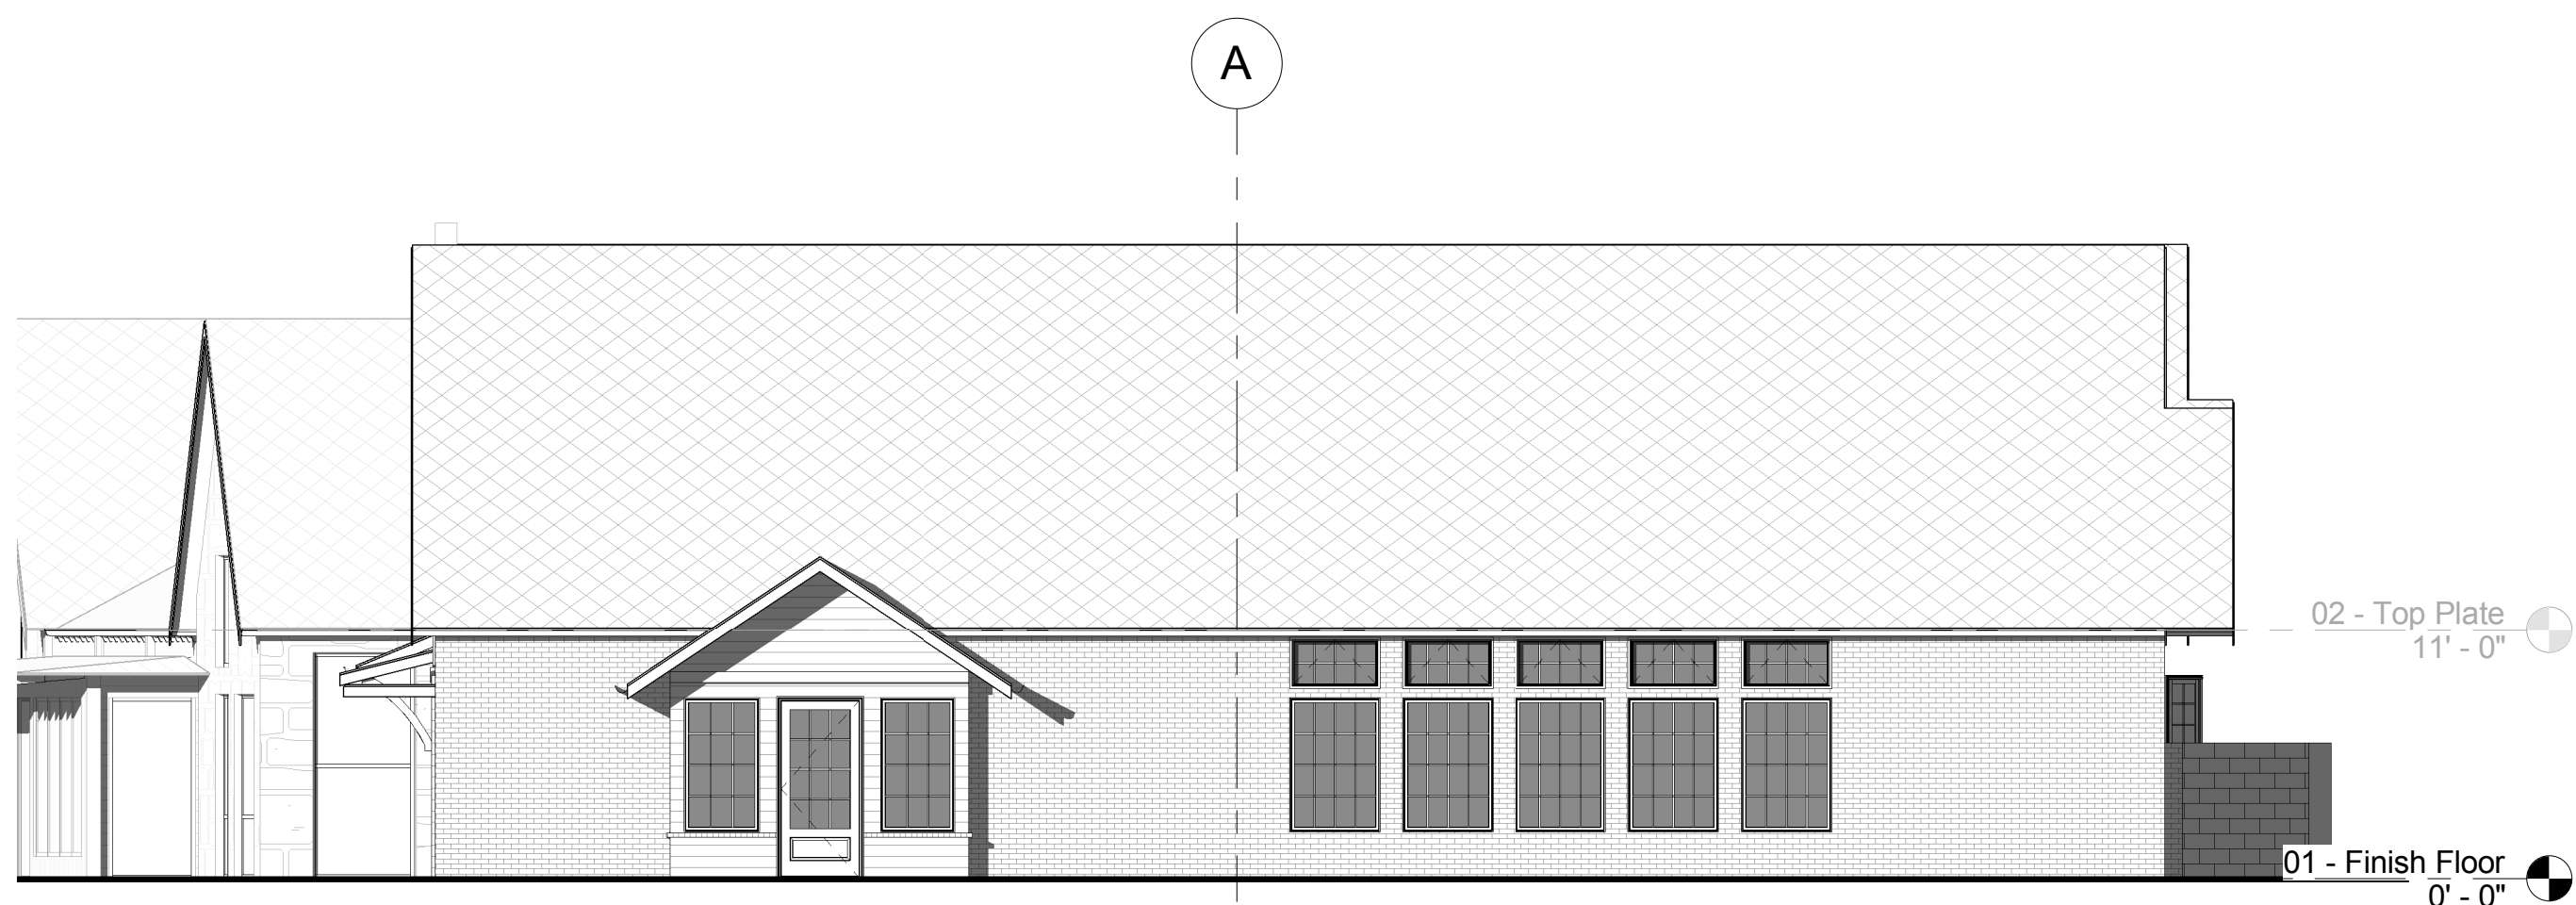 A
02 - Top Plate
11' - 0"
01 - Finish Floor
0' - 0"